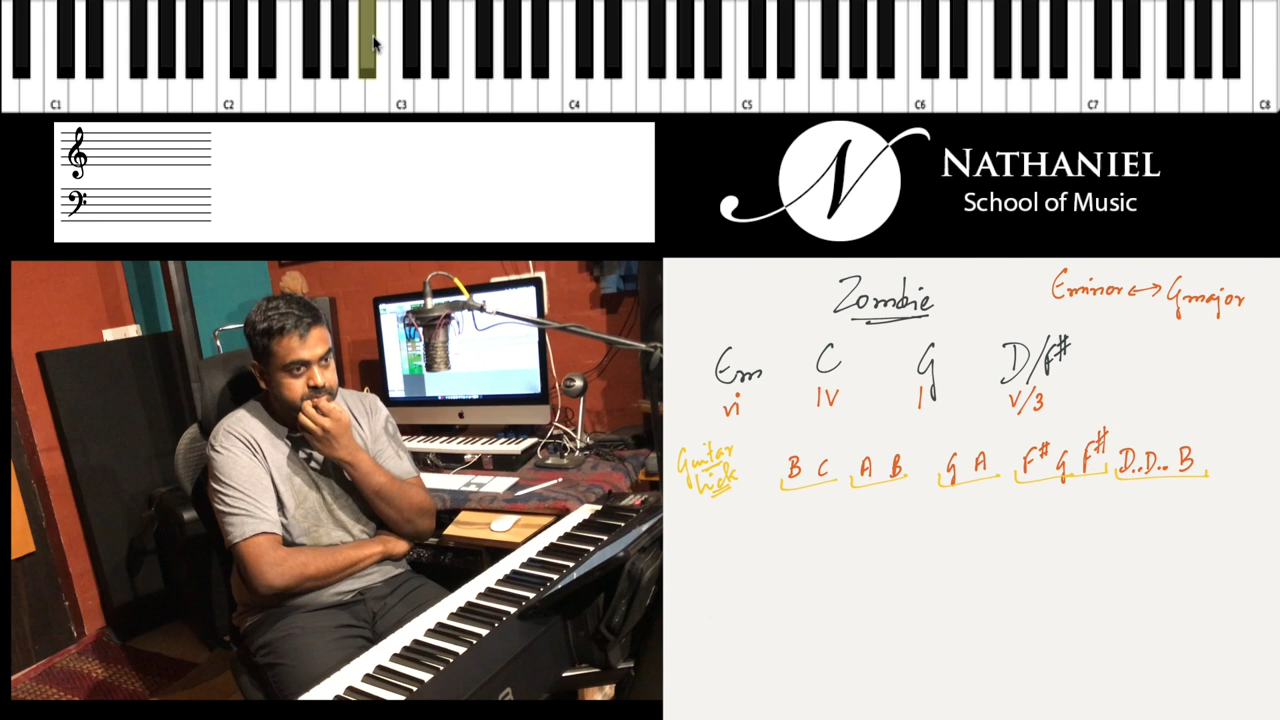 C1 C2 C3 C4 C5 C6 C7 C8
NATHANIEL
School of Music
Zombie
Eminor ↔ Gmajor
Em C G D/F#
vi IV I V/3
Guitar
Lick
B C A B G A F# G F# D..D.. B